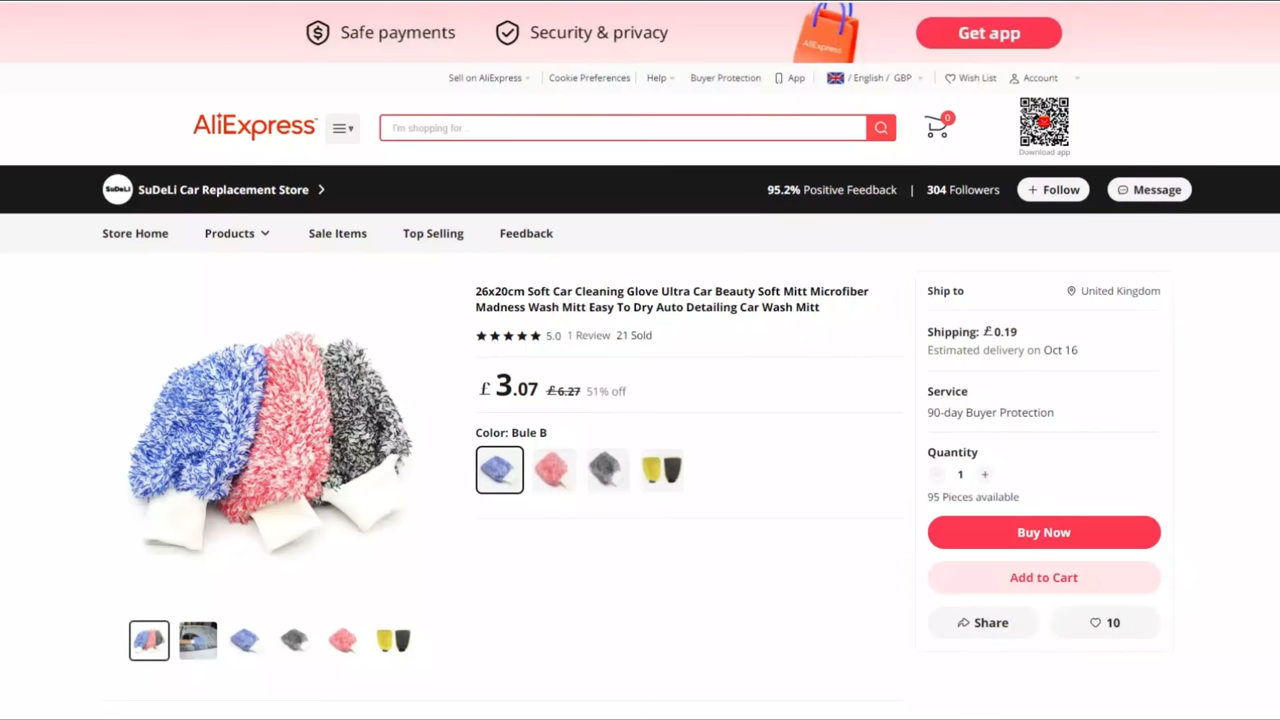 Safe payments
Security & privacy
AliExpress
Get app
Sell on AliExpress
Cookie Preferences
Help
Buyer Protection
App
/ English / GBP
Wish List
Account
AliExpress
I'm shopping for...
0
Download app
SuDeLi
SuDeLi Car Replacement Store
95.2% Positive Feedback | 304 Followers
+ Follow
Message
Store Home
Products
Sale Items
Top Selling
Feedback
26x20cm Soft Car Cleaning Glove Ultra Car Beauty Soft Mitt Microfiber
Madness Wash Mitt Easy To Dry Auto Detailing Car Wash Mitt
5.0 1 Review 21 Sold
£3.07 £6.27 51% off
Color: Bule B
Ship to
United Kingdom
Shipping: £0.19
Estimated delivery on Oct 16
Service
90-day Buyer Protection
Quantity
1 +
95 Pieces available
Buy Now
Add to Cart
Share
10